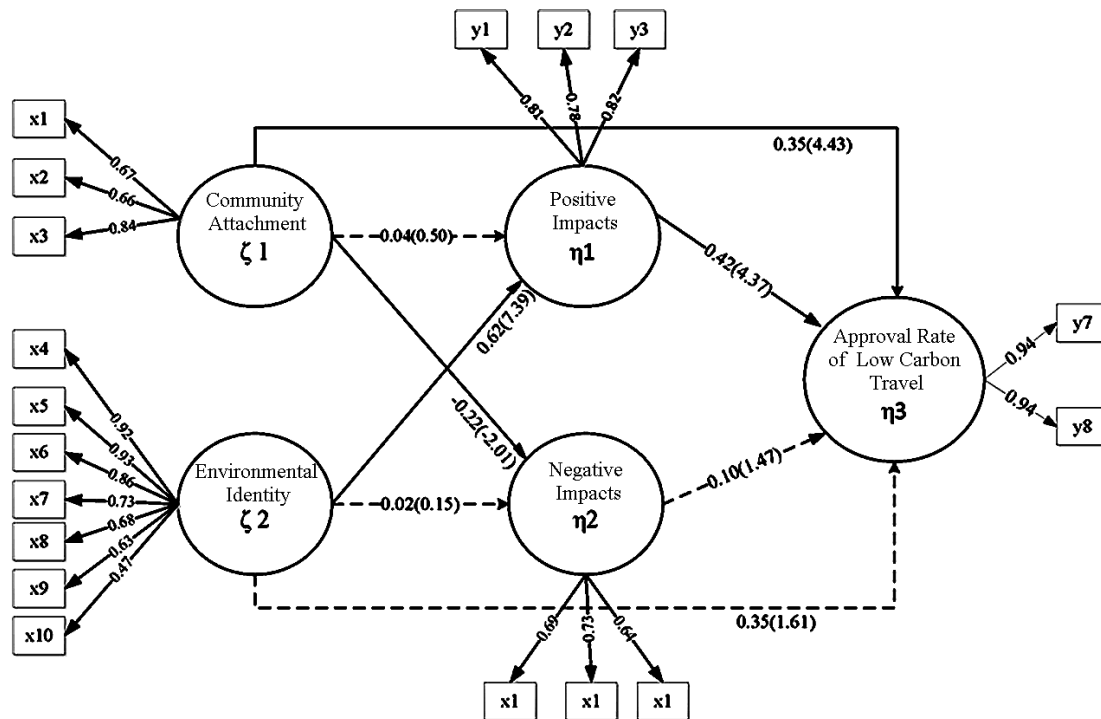 y1
y2
y3
0.81
0.78
0.82
x1
x2
x3
0.67
0.66
0.84
Community
Attachment
ζ 1
Positive
Impacts
η1
0.35(4.43)
0.04(0.50)
0.62(7.39)
0.42(4.37)
-0.22(-2.01)
Approval Rate
of Low Carbon
Travel
η3
0.94
0.94
y7
y8
x4
x5
x6
x7
x8
x9
x10
0.92
0.93
0.86
0.73
0.68
0.63
0.47
Environmental
Identity
ζ 2
0.02(0.15)
Negative
Impacts
η2
0.10(1.47)
0.35(1.61)
0.69
0.73
0.64
x1
x1
x1